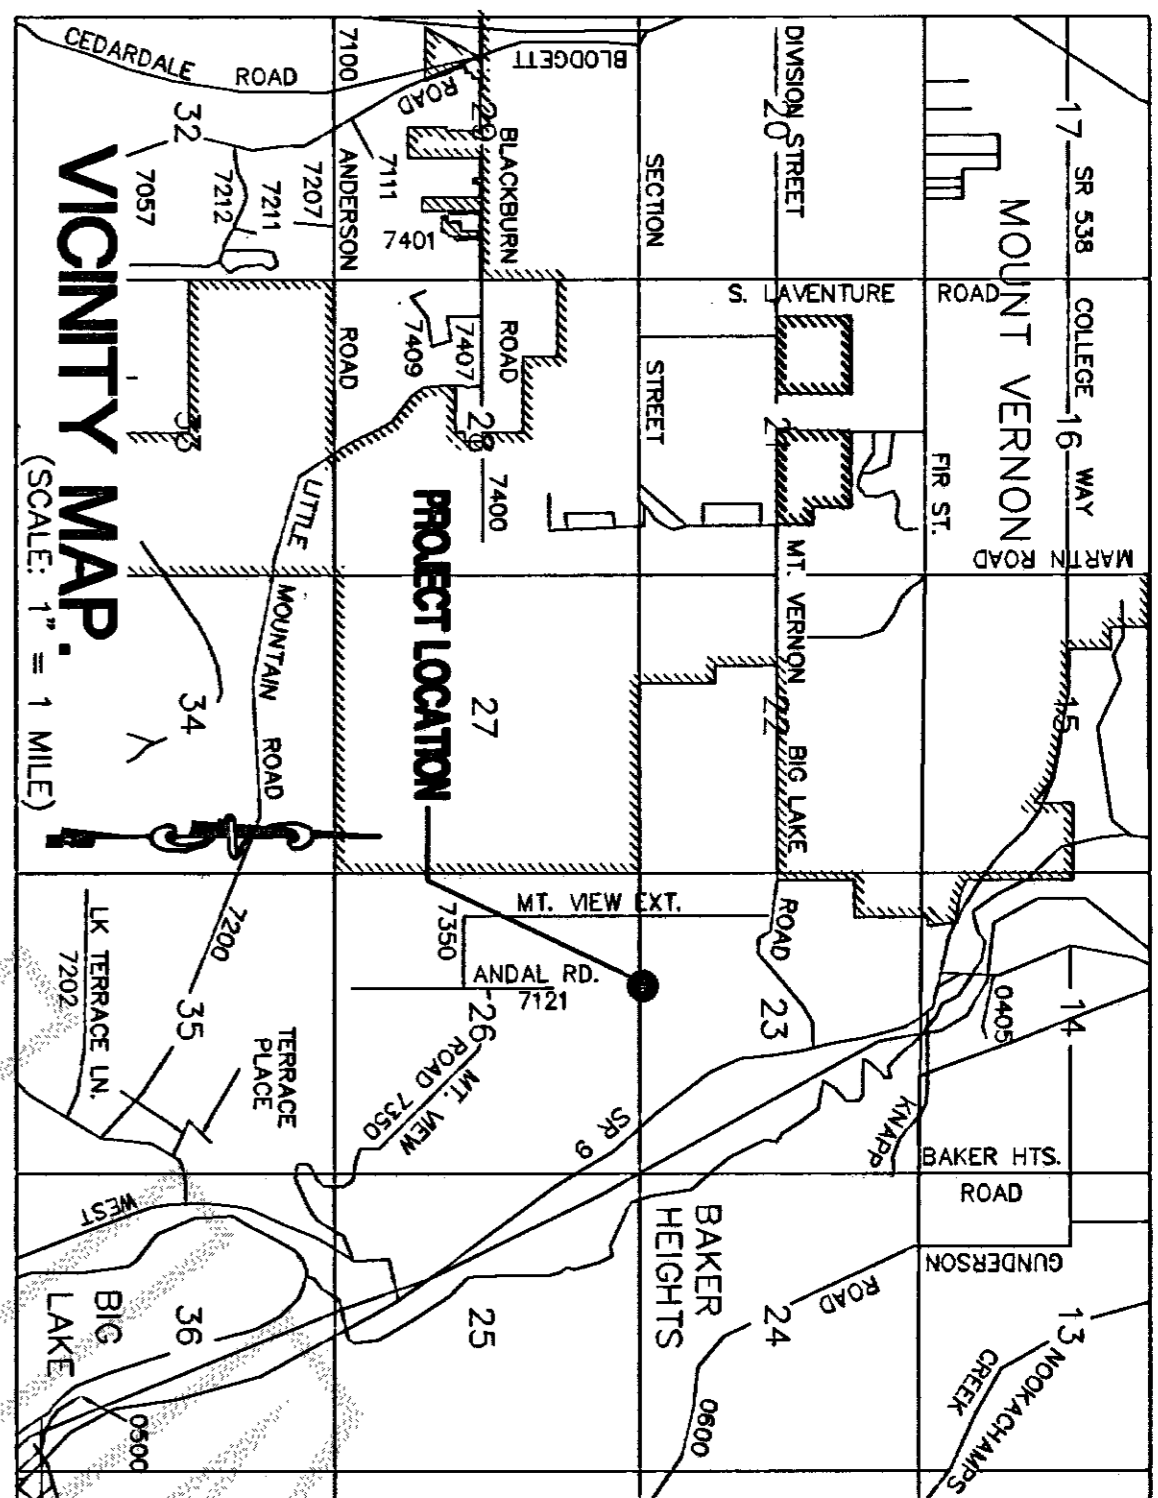 17
SR 538
COLLEGE
WAY
16
15
14
13
MOUNT VERNON
MARTIN ROAD
FIR ST.
0405
KNAPP
BAKER HTS.
ROAD
GUNDERSON
ROAD
NOOKACHAMPS
CREEK
DIVISION STREET
20
S. LAVENTURE
ROAD
21
MT. VERNON
22
BIG LAKE
ROAD
23
24
0600
BAKER
HEIGHTS
BLODGETT
ROAD
SECTION
STREET
MT. VIEW EXT.
SR 9
29
BLACKBURN
ROAD
28
7400
27
7350
ANDAL RD.
7121
26
MT. VIEW
ROAD 7350
25
7401
7407
7409
PROJECT LOCATION
7100
7111
ANDERSON
ROAD
CEDARDALE
ROAD
32
7207
7211
7212
7057
33
LITTLE
MOUNTAIN
ROAD
34
7200
35
TERRACE
PLACE
LK TERRACE LN.
7202
WEST
36
BIG
LAKE
0500
VICINITY MAP.
(SCALE: 1" = 1 MILE)